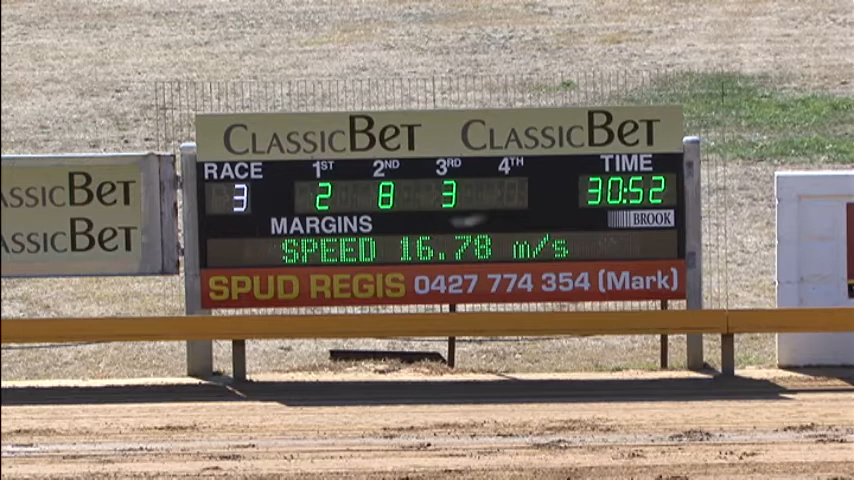 CLASSICBET CLASSICBET
RACE 1ST 2ND 3RD 4TH TIME
3 2 8 3 30:52
MARGINS BROOK
SPEED 16.78 m/s
SPUD REGIS 0427 774 354 (Mark)
CLASSICBET
CLASSICBET